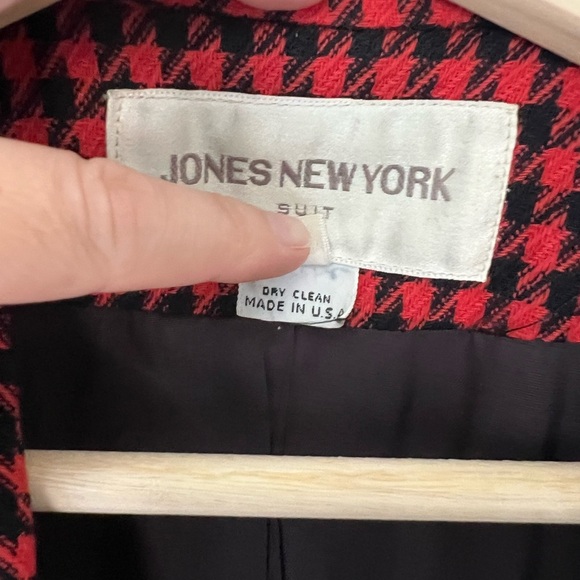 JONES NEW YORK
SUIT
DRY CLEAN
MADE IN U.S.A